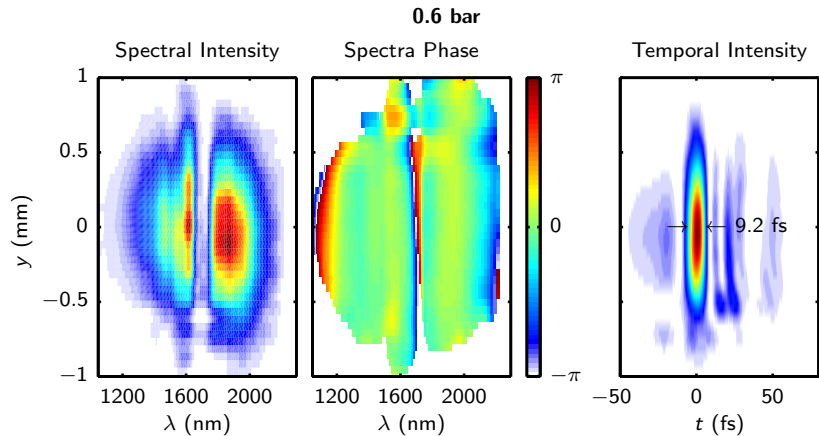 0.6 bar
Spectral Intensity
Spectra Phase
Temporal Intensity
y (mm)
1
0.5
0
−0.5
−1
1200 1600 2000
λ (nm)
1200 1600 2000
λ (nm)
π
0
−π
9.2 fs
−50 0 50
t (fs)